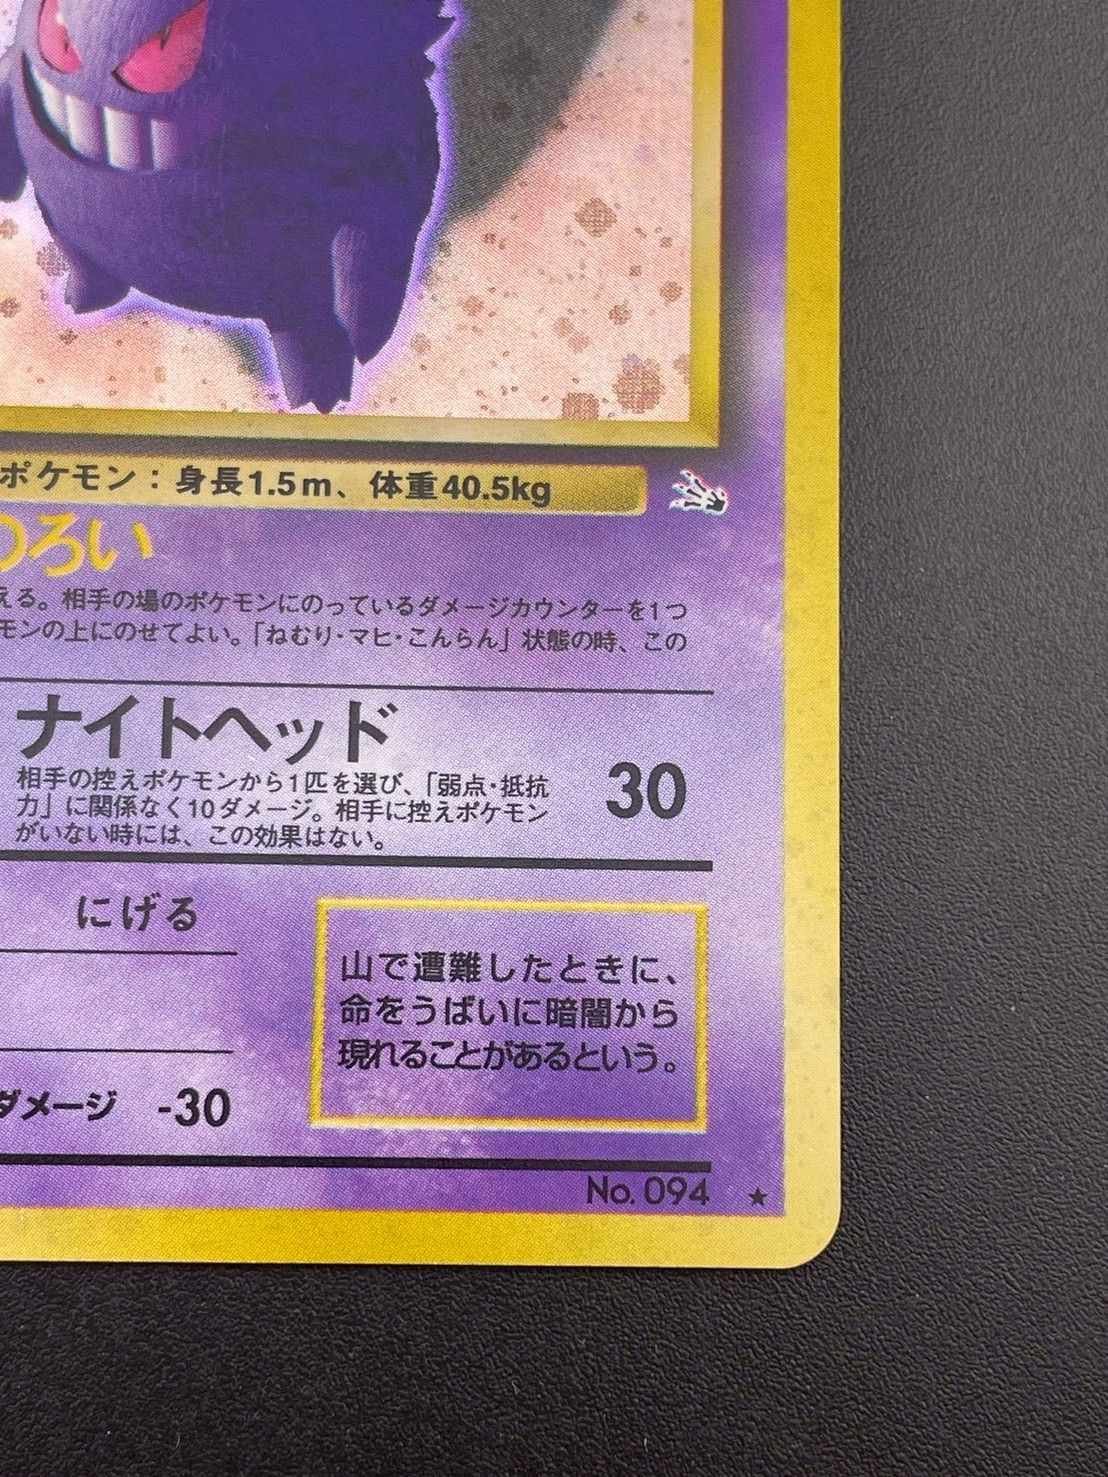 ポケモン：身長1.5m、体重40.5kg
のろい
える。相手の場のポケモンにのっているダメージカウンターを1つ
モンの上にのせてよい。「ねむり・マヒ・こんらん」状態の時、この
ナイトヘッド
30
相手の控えポケモンから1匹を選び、「弱点・抵抗
力」に関係なく10ダメージ。相手に控えポケモン
がいない時には、この効果はない。
にげる
ダメージ -30
山で遭難したときに、
命をうばいに暗闇から
現れることがあるという。
No. 094 ★